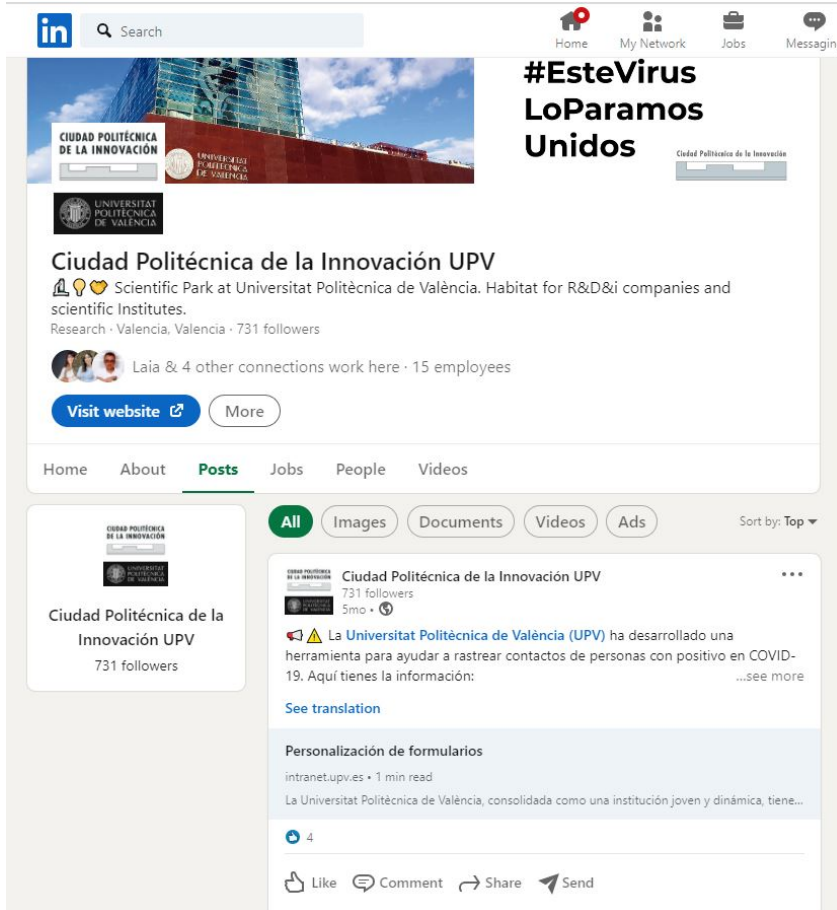 in
Search
Home
My Network
Jobs
Messagin
#EsteVirus
LoParamos
Unidos
CIUDAD POLITÉCNICA
DE LA INNOVACIÓN
UNIVERSITAT
POLITÈCNICA
DE VALÈNCIA
Ciudad Politécnica de la Innovación
UNIVERSITAT
POLITÈCNICA
DE VALÈNCIA
Ciudad Politécnica de la Innovación UPV
Scientific Park at Universitat Politècnica de València. Habitat for R&D&i companies and
scientific Institutes.
Research · Valencia, Valencia · 731 followers
Laia & 4 other connections work here · 15 employees
Visit website
More
Home About Posts Jobs People Videos
All Images Documents Videos Ads
Sort by: Top
CIUDAD POLITÉCNICA
DE LA INNOVACIÓN
UNIVERSITAT
POLITÈCNICA
DE VALÈNCIA
Ciudad Politécnica de la
Innovación UPV
731 followers
CIUDAD POLITÉCNICA
DE LA INNOVACIÓN
Ciudad Politécnica de la Innovación UPV
731 followers
5mo •
La Universitat Politècnica de València (UPV) ha desarrollado una
herramienta para ayudar a rastrear contactos de personas con positivo en COVID-
19. Aquí tienes la información:
...see more
See translation
Personalización de formularios
intranet.upv.es • 1 min read
La Universitat Politècnica de València, consolidada como una institución joven y dinámica, tiene...
4
Like Comment Share Send